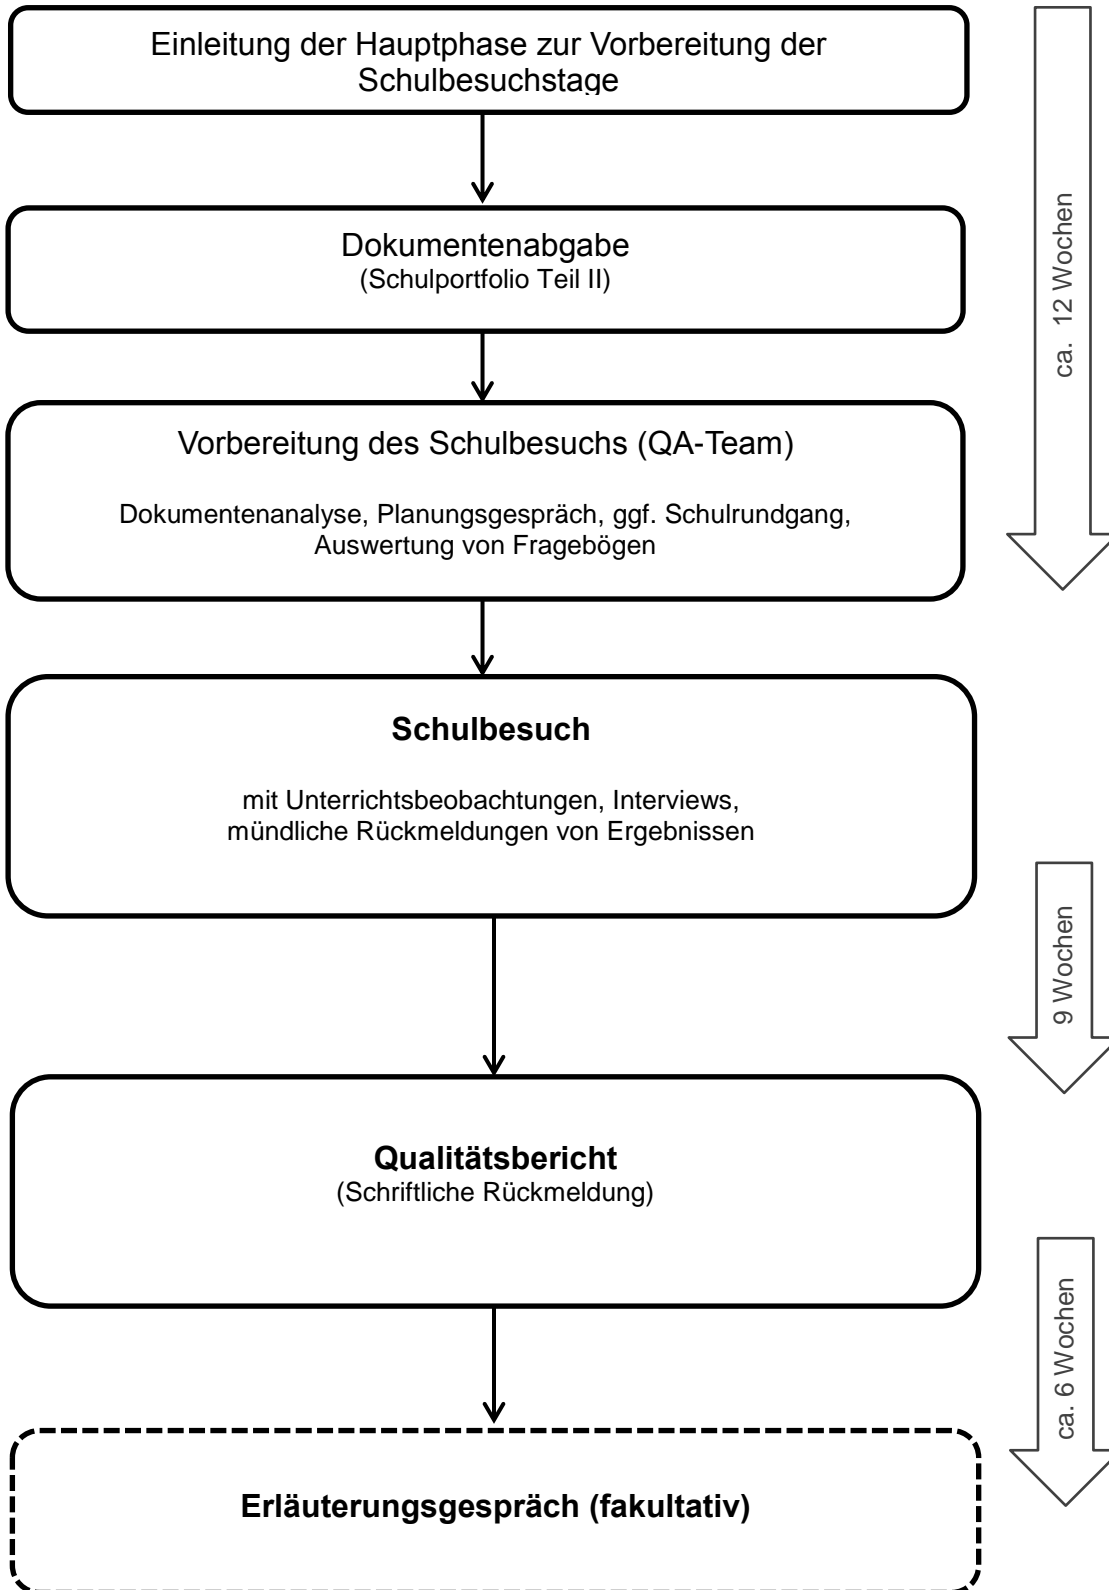 Einleitung der Hauptphase zur Vorbereitung der
Schulbesuchstage
Dokumentenabgabe
(Schulportfolio Teil II)
ca. 12 Wochen
Vorbereitung des Schulbesuchs (QA-Team)
Dokumentenanalyse, Planungsgespräch, ggf. Schulrundgang,
Auswertung von Fragebögen
Schulbesuch
mit Unterrichtsbeobachtungen, Interviews,
mündliche Rückmeldungen von Ergebnissen
9 Wochen
Qualitätsbericht
(Schriftliche Rückmeldung)
ca. 6 Wochen
Erläuterungsgespräch (fakultativ)